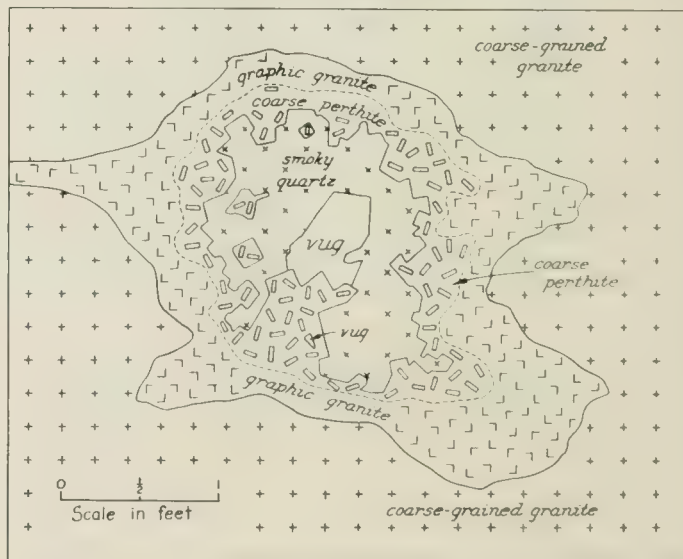 coarse-grained
granite
graphic granite
coarse perthite
smoky
quartz
vug
coarse
perthite
vug
graphic granite
0 ½ 1
Scale in feet
coarse-grained granite